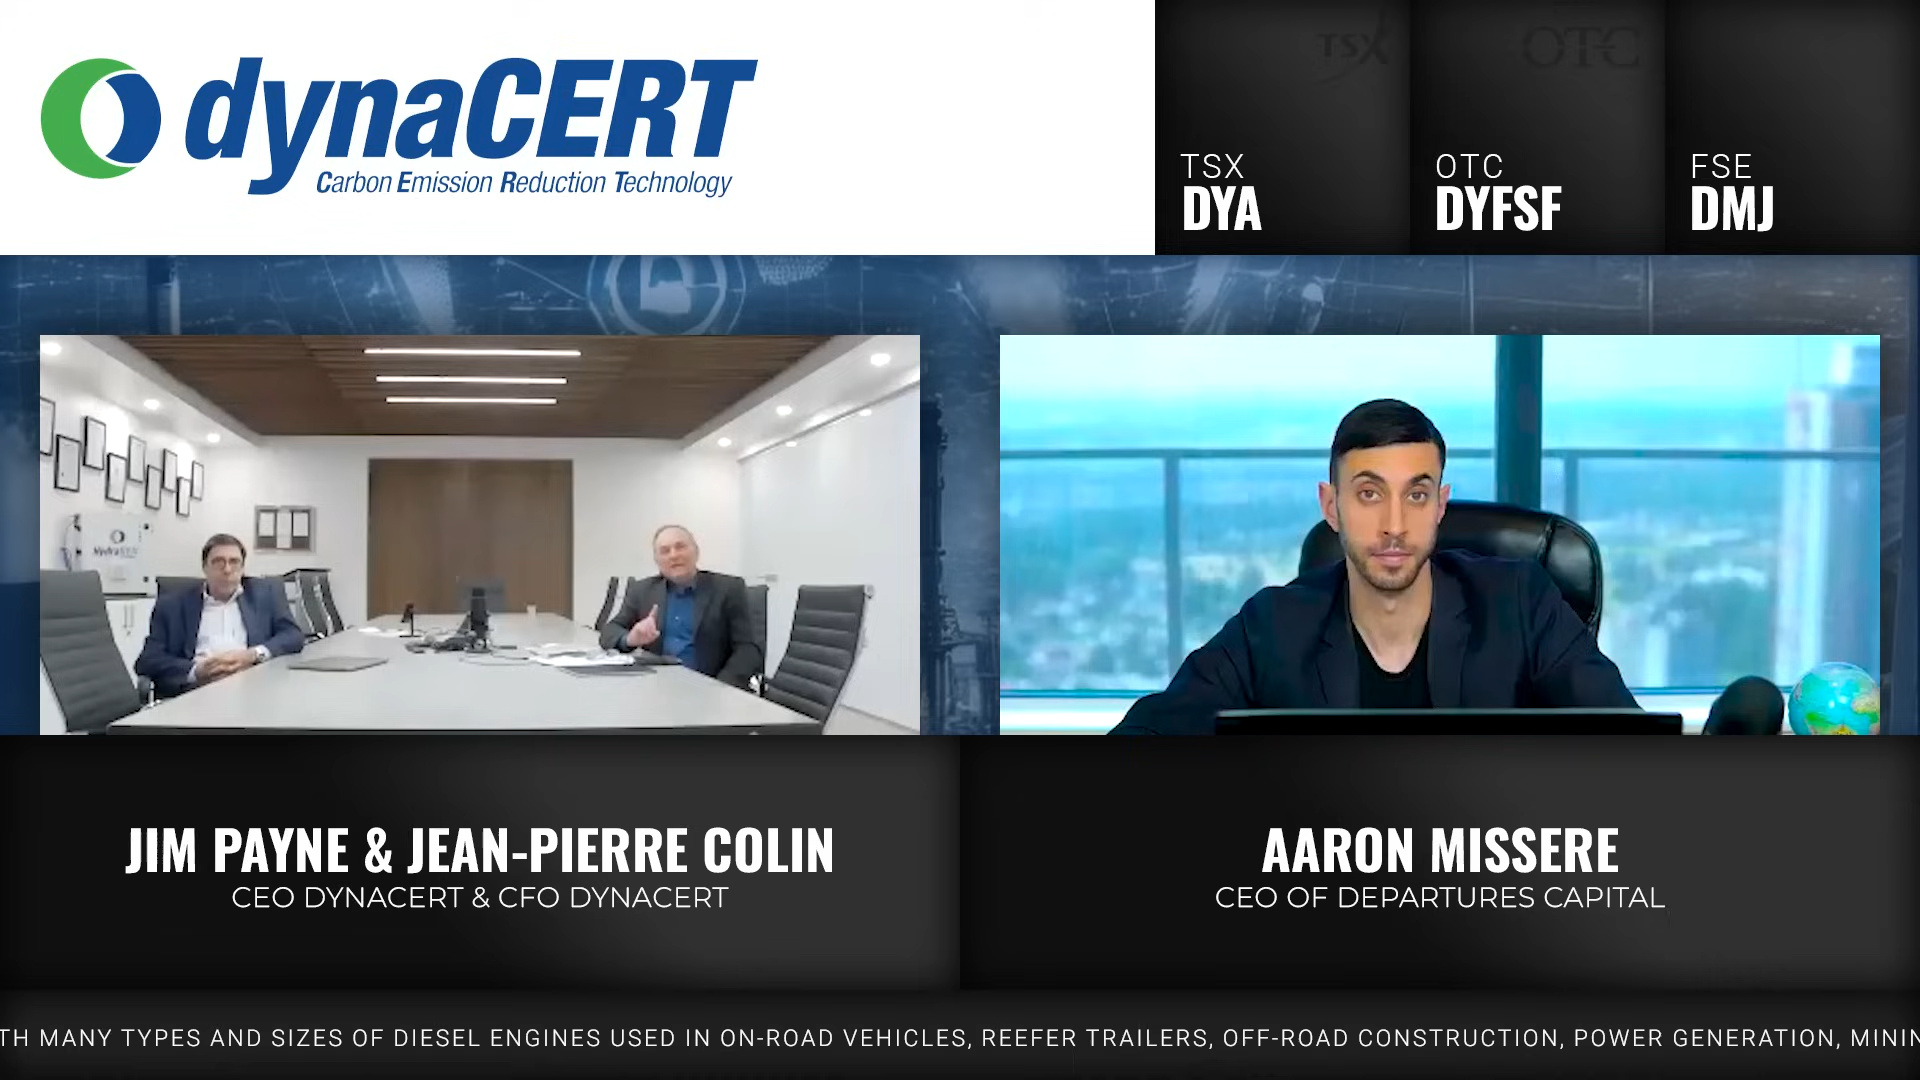 dynaCERT
Carbon Emission Reduction Technology
TSX
OTC
TSX
DYA
OTC
DYFSF
FSE
DMJ
JIM PAYNE & JEAN-PIERRE COLIN
CEO DYNACERT & CFO DYNACERT
AARON MISSERE
CEO OF DEPARTURES CAPITAL
TH MANY TYPES AND SIZES OF DIESEL ENGINES USED IN ON-ROAD VEHICLES, REEFER TRAILERS, OFF-ROAD CONSTRUCTION, POWER GENERATION, MININ